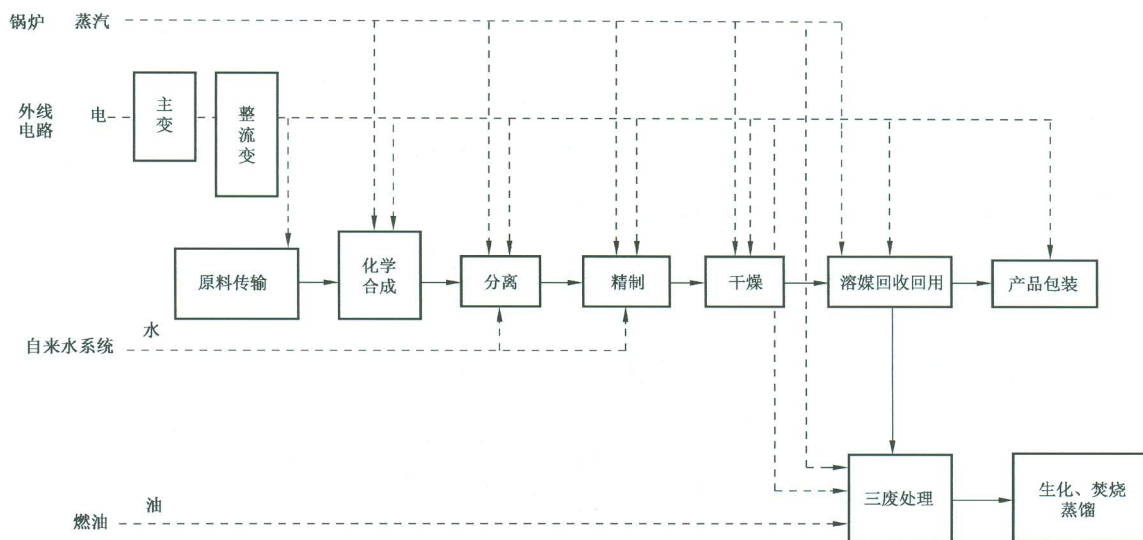 锅炉 蒸汽
外线
电路
电
主
变
整
流
变
原料传输
化学
合成
分离
精制
干燥
溶媒回收回用
产品包装
水
自来水系统
三废处理
生化、焚烧
蒸馏
油
燃油